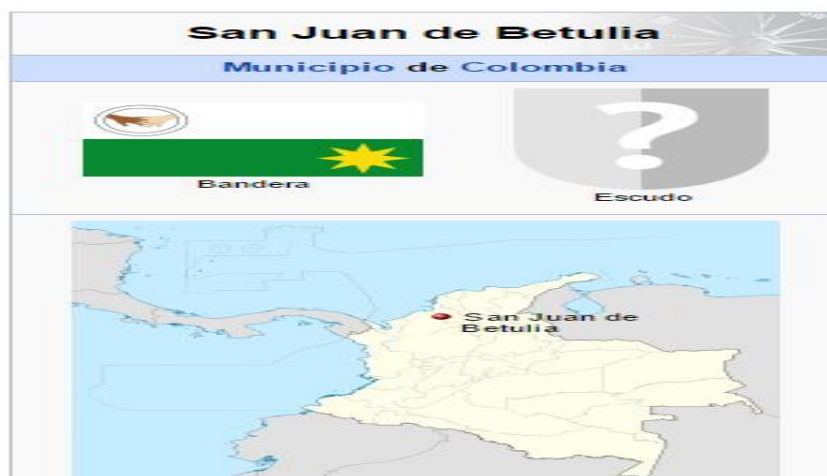 San Juan de Betulia
Municipio de Colombia
?
Bandera
Escudo
San Juan de
Betulia